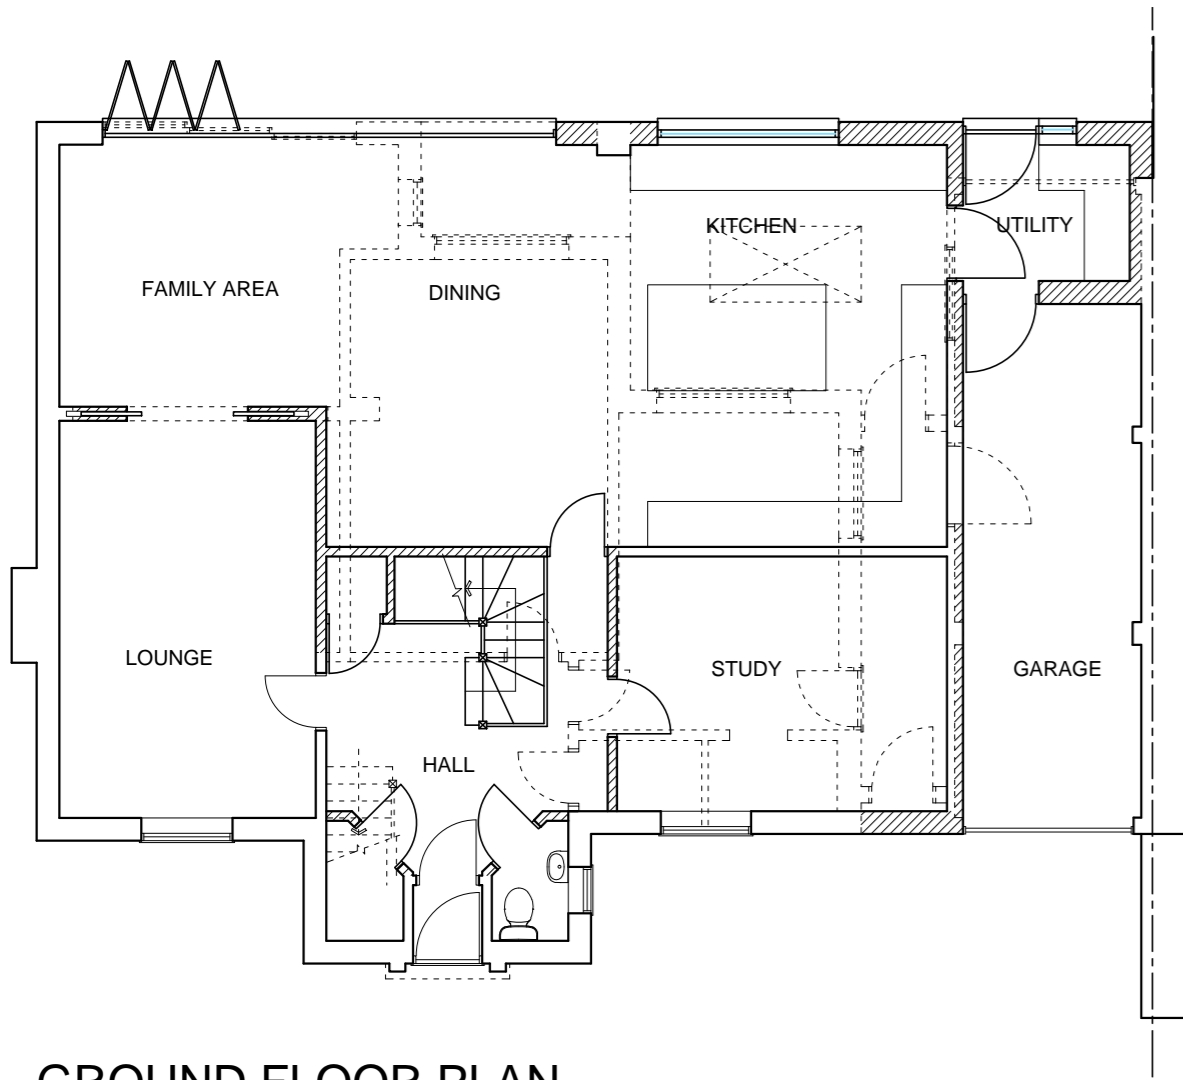 KITCHEN
UTILITY
FAMILY AREA
DINING
LOUNGE
STUDY
GARAGE
HALL
GROUND FLOOR PLAN